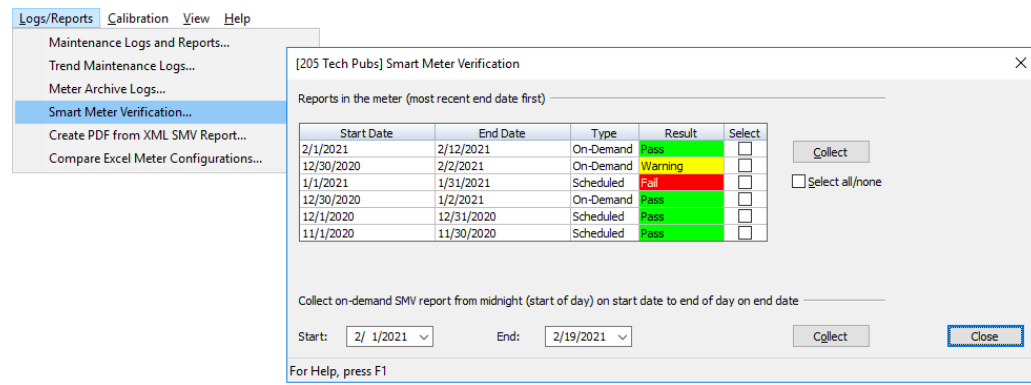 Logs/Reports Calibration View Help
Maintenance Logs and Reports...
Trend Maintenance Logs...
Meter Archive Logs...
Smart Meter Verification...
Create PDF from XML SMV Report...
Compare Excel Meter Configurations...
[205 Tech Pubs] Smart Meter Verification
Reports in the meter (most recent end date first)
Start Date End Date Type Result Select
2/1/2021 2/12/2021 On-Demand Pass
12/30/2020 2/2/2021 On-Demand Warning
1/1/2021 1/31/2021 Scheduled Fail
12/30/2020 1/2/2021 On-Demand Pass
12/1/2020 12/31/2020 Scheduled Pass
11/1/2020 11/30/2020 Scheduled Pass
Collect
Select all/none
Collect on-demand SMV report from midnight (start of day) on start date to end of day on end date
Start: 2/ 1/2021 End: 2/19/2021 Collect Close
For Help, press F1